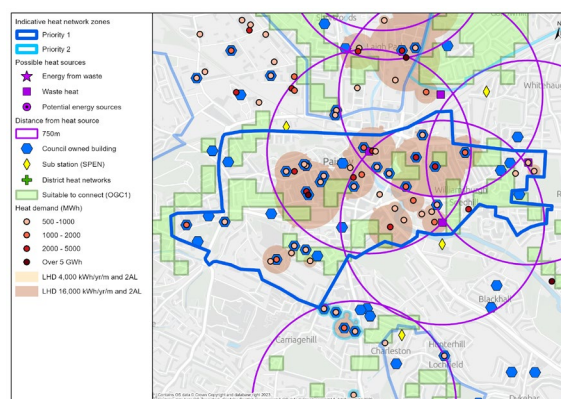 Indicative heat network zones
Priority 1
Priority 2
Possible heat sources
Energy from waste
Waste heat
Potential energy sources
Distance from heat source
750m
Council owned building
Sub station (SPEN)
District heat networks
Suitable to connect (OGC1)
Heat demand (MWh)
500 -1000
1000 - 2000
2000 - 5000
Over 5 GWh
LHD 4,000 kWh/yr/m and 2AL
LHD 16,000 kWh/yr/m and 2AL
Whitehaugh
Williamsburgh
Seedhill
Blackhall
Carriagehill
Charleston
Hunterhill
Lochfield
Dykebar